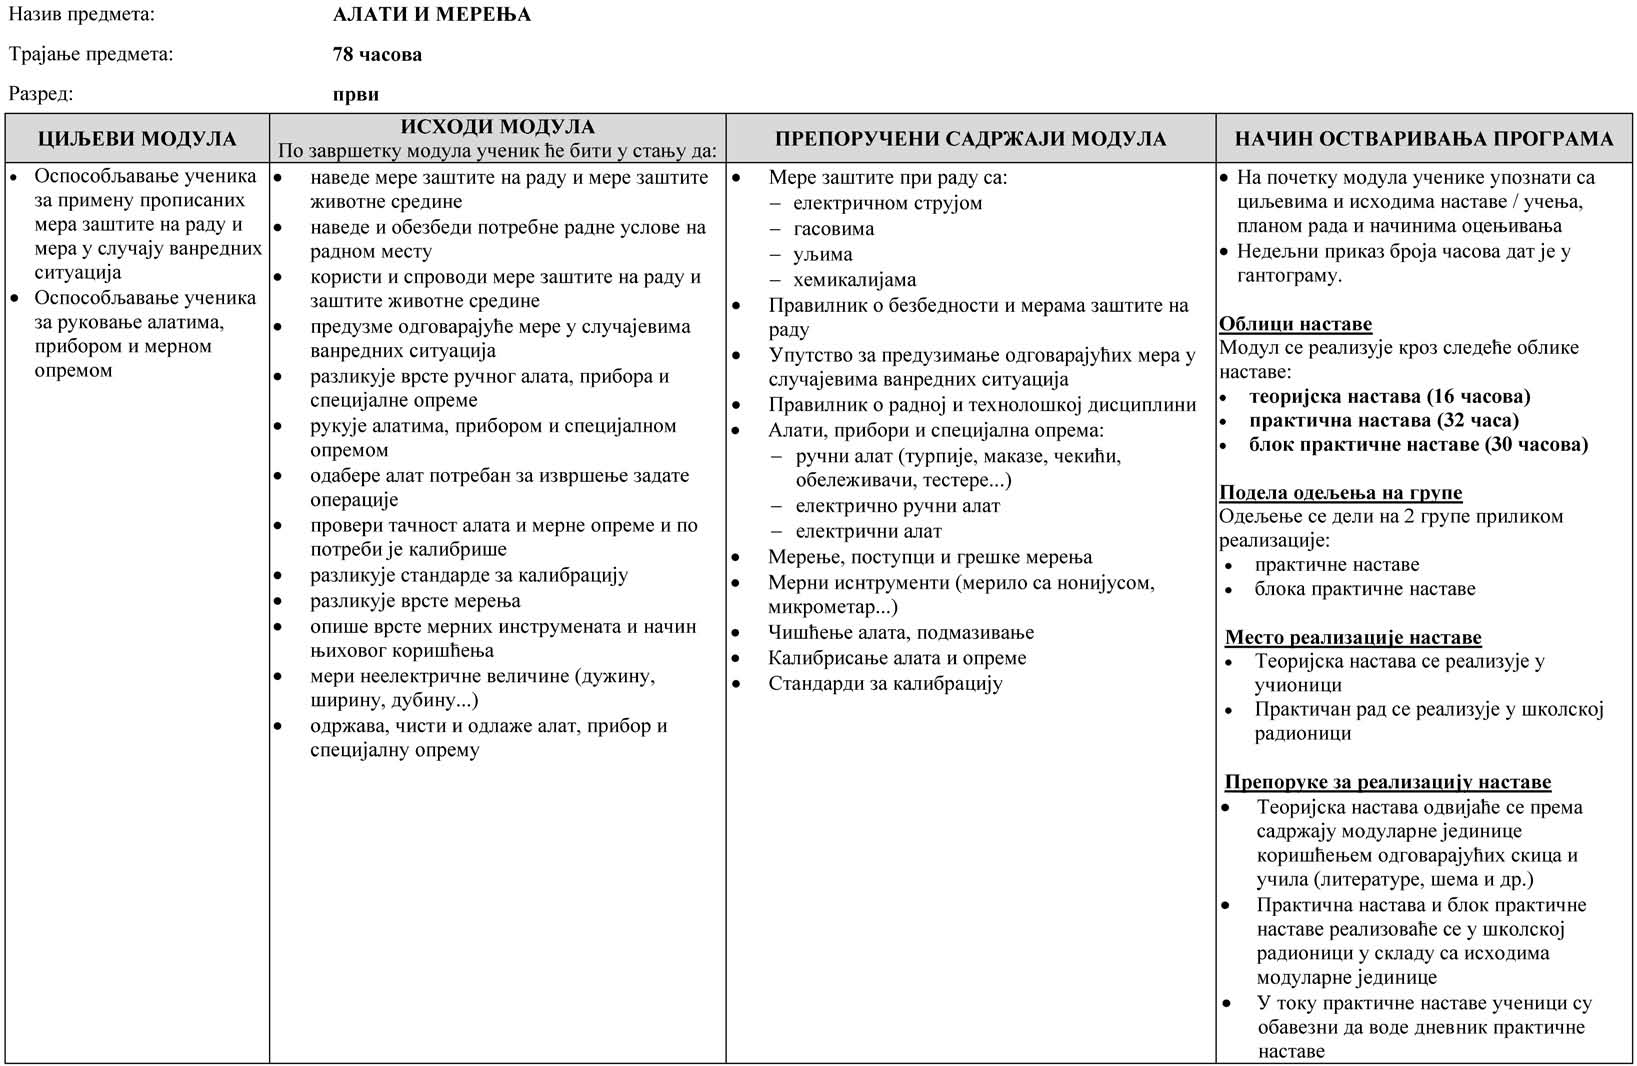 Назив предмета: АЛАТИ И МЕРЕЊА
Трајање предмета: 78 часова
Разред: први
ЦИЉЕВИ МОДУЛА
ИСХОДИ МОДУЛА
По завршетку модула ученик ће бити у стању да:
ПРЕПОРУЧЕНИ САДРЖАЈИ МОДУЛА
НАЧИН ОСТВАРИВАЊА ПРОГРАМА
• Оспособљавање ученика
за примену прописаних
мера заштите на раду и
мера у случају ванредних
ситуација
• Оспособљавање ученика
за руковање алатима,
прибором и мерном
опремом
• наведе мере заштите на раду и мере заштите
животне средине
• наведе и обезбеди потребне радне услове на
радном месту
• користи и спроводи мере заштите на раду и
заштите животне средине
• предузме одговарајуће мере у случајевима
ванредних ситуација
• разликује врсте ручног алата, прибора и
специјалне опреме
• рукује алатима, прибором и специјалном
опремом
• одабере алат потребан за извршење задате
операције
• провери тачност алата и мерне опреме и по
потреби је калибрише
• разликује стандарде за калибрацију
• разликује врсте мерења
• опише врсте мерних инструмената и начин
њиховог коришћења
• мери неелектричне величине (дужину,
ширину, дубину...)
• одржава, чисти и одлаже алат, прибор и
специјалну опрему
• Мере заштите при раду са:
– електричном струјом
– гасовима
– уљима
– хемикалијама
• Правилник о безбедности и мерама заштите на
раду
• Упутство за предузимање одговарајућих мера у
случајевима ванредних ситуација
• Правилник о радној и технолошкој дисциплини
• Алати, прибори и специјална опрема:
– ручни алат (турпије, маказе, чекићи,
обележивачи, тестере...)
– електрично ручни алат
– електрични алат
• Мерење, поступци и грешке мерења
• Мерни иснтрументи (мерило са нонијусом,
микрометар...)
• Чишћење алата, подмазивање
• Калибрисање алата и опреме
• Стандарди за калибрацију
• На почетку модула ученике упознати са
циљевима и исходима наставе / учења,
планом рада и начинима оцењивања
• Недељни приказ броја часова дат је у
гантограму.
Облици наставе
Модул се реализује кроз следеће облике
наставе:
• теоријска настава (16 часова)
• практична настава (32 часа)
• блок практичне наставе (30 часова)
Подела одељења на групе
Одељење се дели на 2 групе приликом
реализације:
• практичне наставе
• блока практичне наставе
Место реализације наставе
• Теоријска настава се реализује у
учионици
• Практичан рад се реализује у школској
радионици
Препоруке за реализацију наставе
• Теоријска настава одвијаће се према
садржају модуларне јединице
коришћењем одговарајућих скица и
учила (литературе, шема и др.)
• Практична настава и блок практичне
наставе реализоваће се у школској
радионици у складу са исходима
модуларне јединице
• У току практичне наставе ученици су
обавезни да воде дневник практичне
наставе